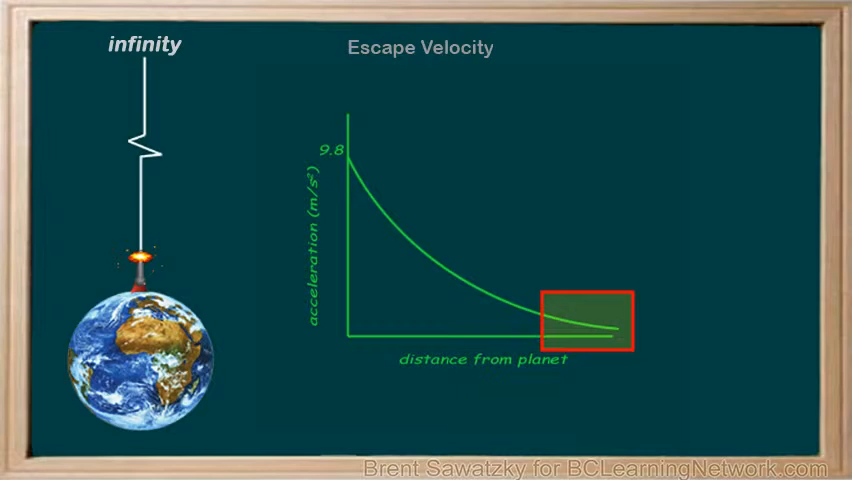 infinity
Escape Velocity
9.8
acceleration (m/s²)
distance from planet
Brent Sawatzky for BCLearningNetwork.com